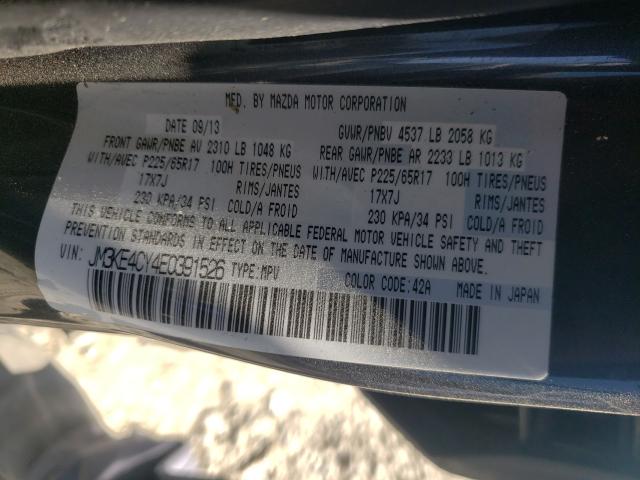 MFD. BY MAZDA MOTOR CORPORATION
DATE 09/13 GVWR/PNBV 4537 LB 2058 KG
FRONT GAWR/PNBE AV 2310 LB 1048 KG REAR GAWR/PNBE AR 2233 LB 1013 KG
WITH/AVEC P225/65R17 100H TIRES/PNEUS WITH/AVEC P225/65R17 100H TIRES/PNEUS
17X7J RIMS/JANTES 17X7J RIMS/JANTES
230 KPA/34 PSI COLD/A FROID 230 KPA/34 PSI COLD/A FROID
THIS VEHICLE CONFORMS TO ALL APPLICABLE FEDERAL MOTOR VEHICLE SAFETY AND THEFT
PREVENTION STANDARDS IN EFFECT ON THE DATE OF MANUFACTURE SHOWN ABOVE.
VIN: JM3KE4CY4E0391526 TYPE:MPV COLOR CODE:42A MADE IN JAPAN